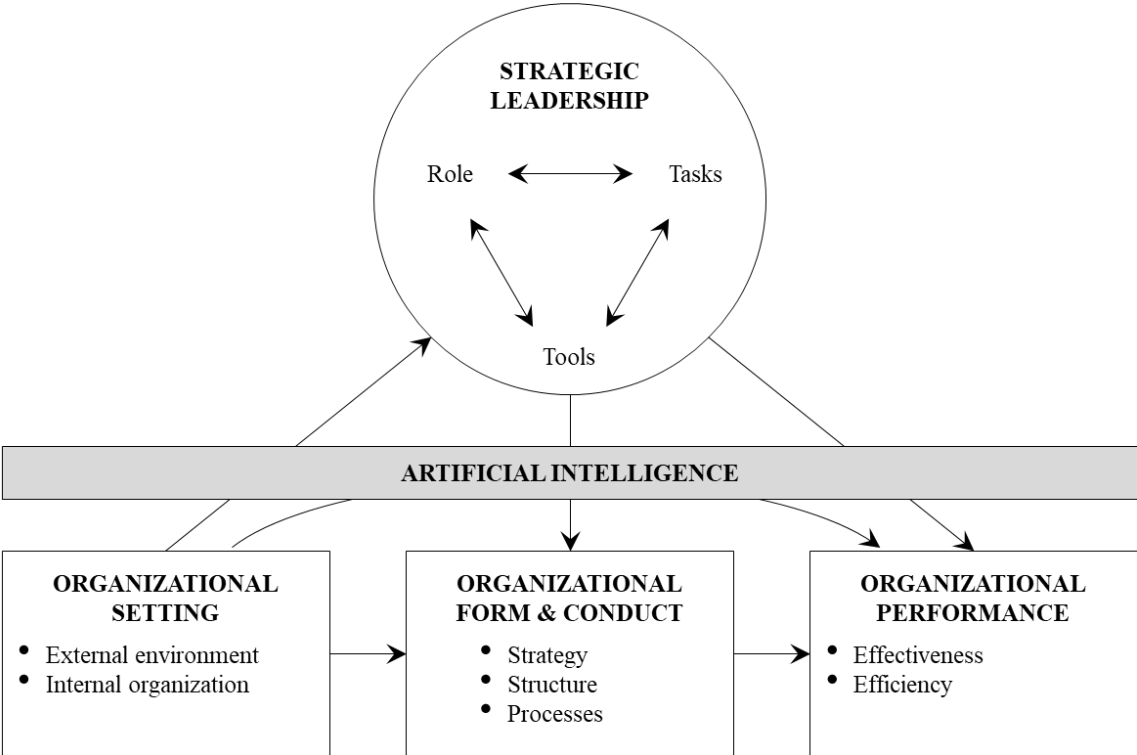 STRATEGIC
LEADERSHIP
Role
Tasks
Tools
ARTIFICIAL INTELLIGENCE
ORGANIZATIONAL
SETTING
• External environment
• Internal organization
ORGANIZATIONAL
FORM & CONDUCT
• Strategy
• Structure
• Processes
ORGANIZATIONAL
PERFORMANCE
• Effectiveness
• Efficiency